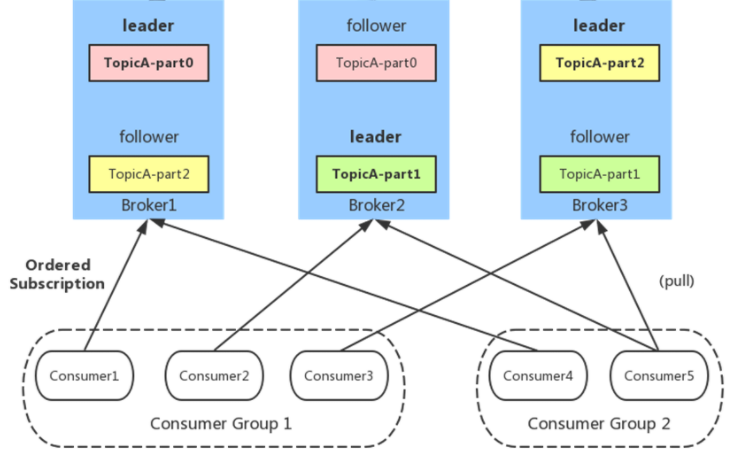 leader
follower
leader
TopicA-part0
TopicA-part0
TopicA-part2
follower
leader
follower
TopicA-part2
TopicA-part1
TopicA-part1
Broker1
Broker2
Broker3
Ordered
Subscription
(pull)
Consumer1
Consumer2
Consumer3
Consumer4
Consumer5
Consumer Group 1
Consumer Group 2